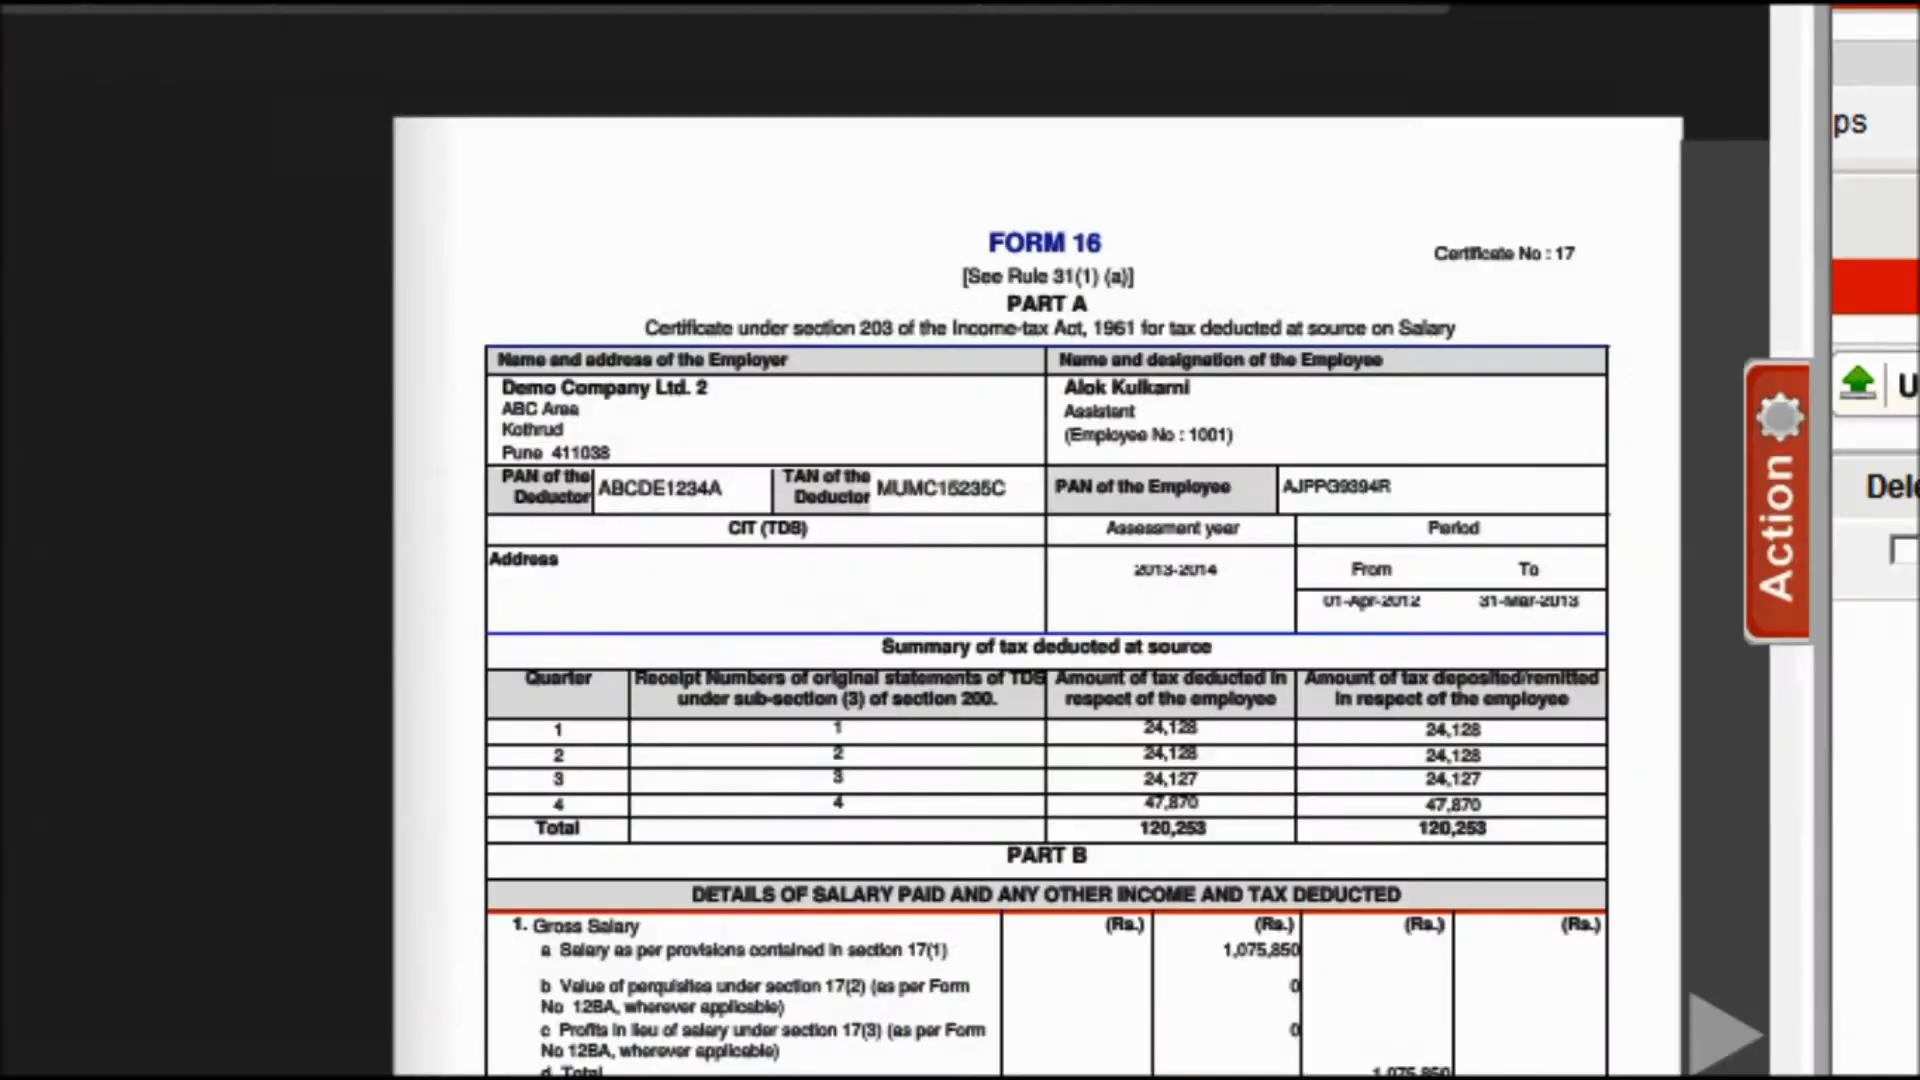 FORM 16
Certificate No : 17
[See Rule 31(1) (a)]
PART A
Certificate under section 203 of the Income-tax Act, 1961 for tax deducted at source on Salary
Name and address of the Employer Name and designation of the Employee
Demo Company Ltd. 2 Alok Kulkarni
ABC Area Assistant
Kothrud (Employee No : 1001)
Pune 411038
PAN of the Deductor ABCDE1234A TAN of the Deductor MUMC15235C PAN of the Employee AJPPG9394R
CIT (TDS) Assessment year Period
Address 2013-2014 From To
01-Apr-2012 31-Mar-2013
Summary of tax deducted at source
Quarter Receipt Numbers of original statements of TDS Amount of tax deducted in Amount of tax deposited/remitted
under sub-section (3) of section 200. respect of the employee in respect of the employee
1 1 24,128 24,128
2 2 24,128 24,128
3 3 24,127 24,127
4 4 47,870 47,870
Total 120,253 120,253
PART B
DETAILS OF SALARY PAID AND ANY OTHER INCOME AND TAX DEDUCTED
1. Gross Salary (Rs.) (Rs.) (Rs.) (Rs.)
a Salary as per provisions contained in section 17(1) 1,075,850
b Value of perquisites under section 17(2) (as per Form 0
No 12BA, wherever applicable)
c Profits in lieu of salary under section 17(3) (as per Form 0
No 12BA, wherever applicable)
d Total 1,075,850
Action
ps
U
Dele